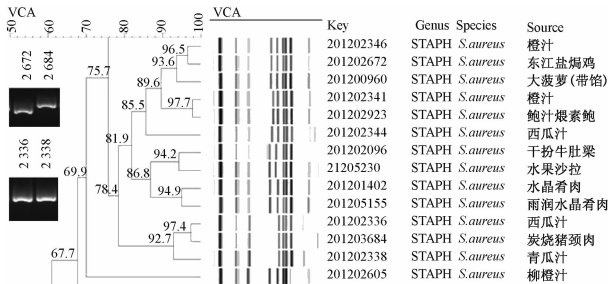 VCA
50 60 70 80 90 100
VCA
Key Genus Species Source
2 672
2 684
2 336
2 338
96.5
93.6
75.7
89.6
97.7
85.5
81.9
94.2
86.8
94.9
69.9
78.4
97.4
92.7
67.7
201202346 STAPH S.aureus 橙汁
201202672 STAPH S.aureus 东江盐焗鸡
201200960 STAPH S.aureus 大菠萝(带馅)
201202341 STAPH S.aureus 橙汁
201202923 STAPH S.aureus 鲍汁煨素鲍
201202344 STAPH S.aureus 西瓜汁
201202096 STAPH S.aureus 干扮牛肚梁
21205230 STAPH S.aureus 水果沙拉
201201402 STAPH S.aureus 水晶肴肉
201205155 STAPH S.aureus 雨润水晶肴肉
201202336 STAPH S.aureus 西瓜汁
201203684 STAPH S.aureus 炭烧猪颈肉
201202338 STAPH S.aureus 青瓜汁
201202605 STAPH S.aureus 柳橙汁